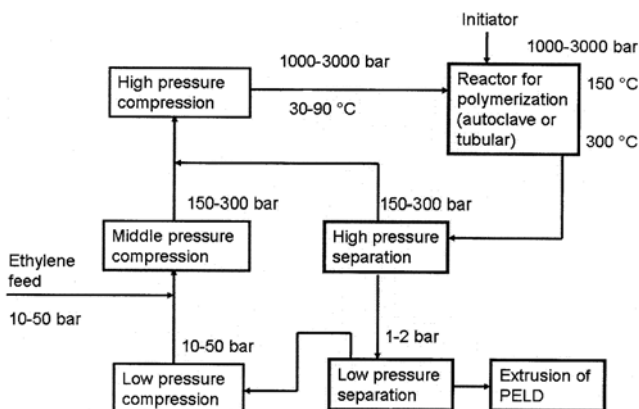 Initiator
1000-3000 bar
1000-3000 bar
High pressure
compression
30-90 °C
Reactor for
polymerization
(autoclave or
tubular)
150 °C
300 °C
150-300 bar
150-300 bar
Middle pressure
compression
High pressure
separation
Ethylene
feed
10-50 bar
10-50 bar
1-2 bar
Low pressure
compression
Low pressure
separation
Extrusion of
PELD